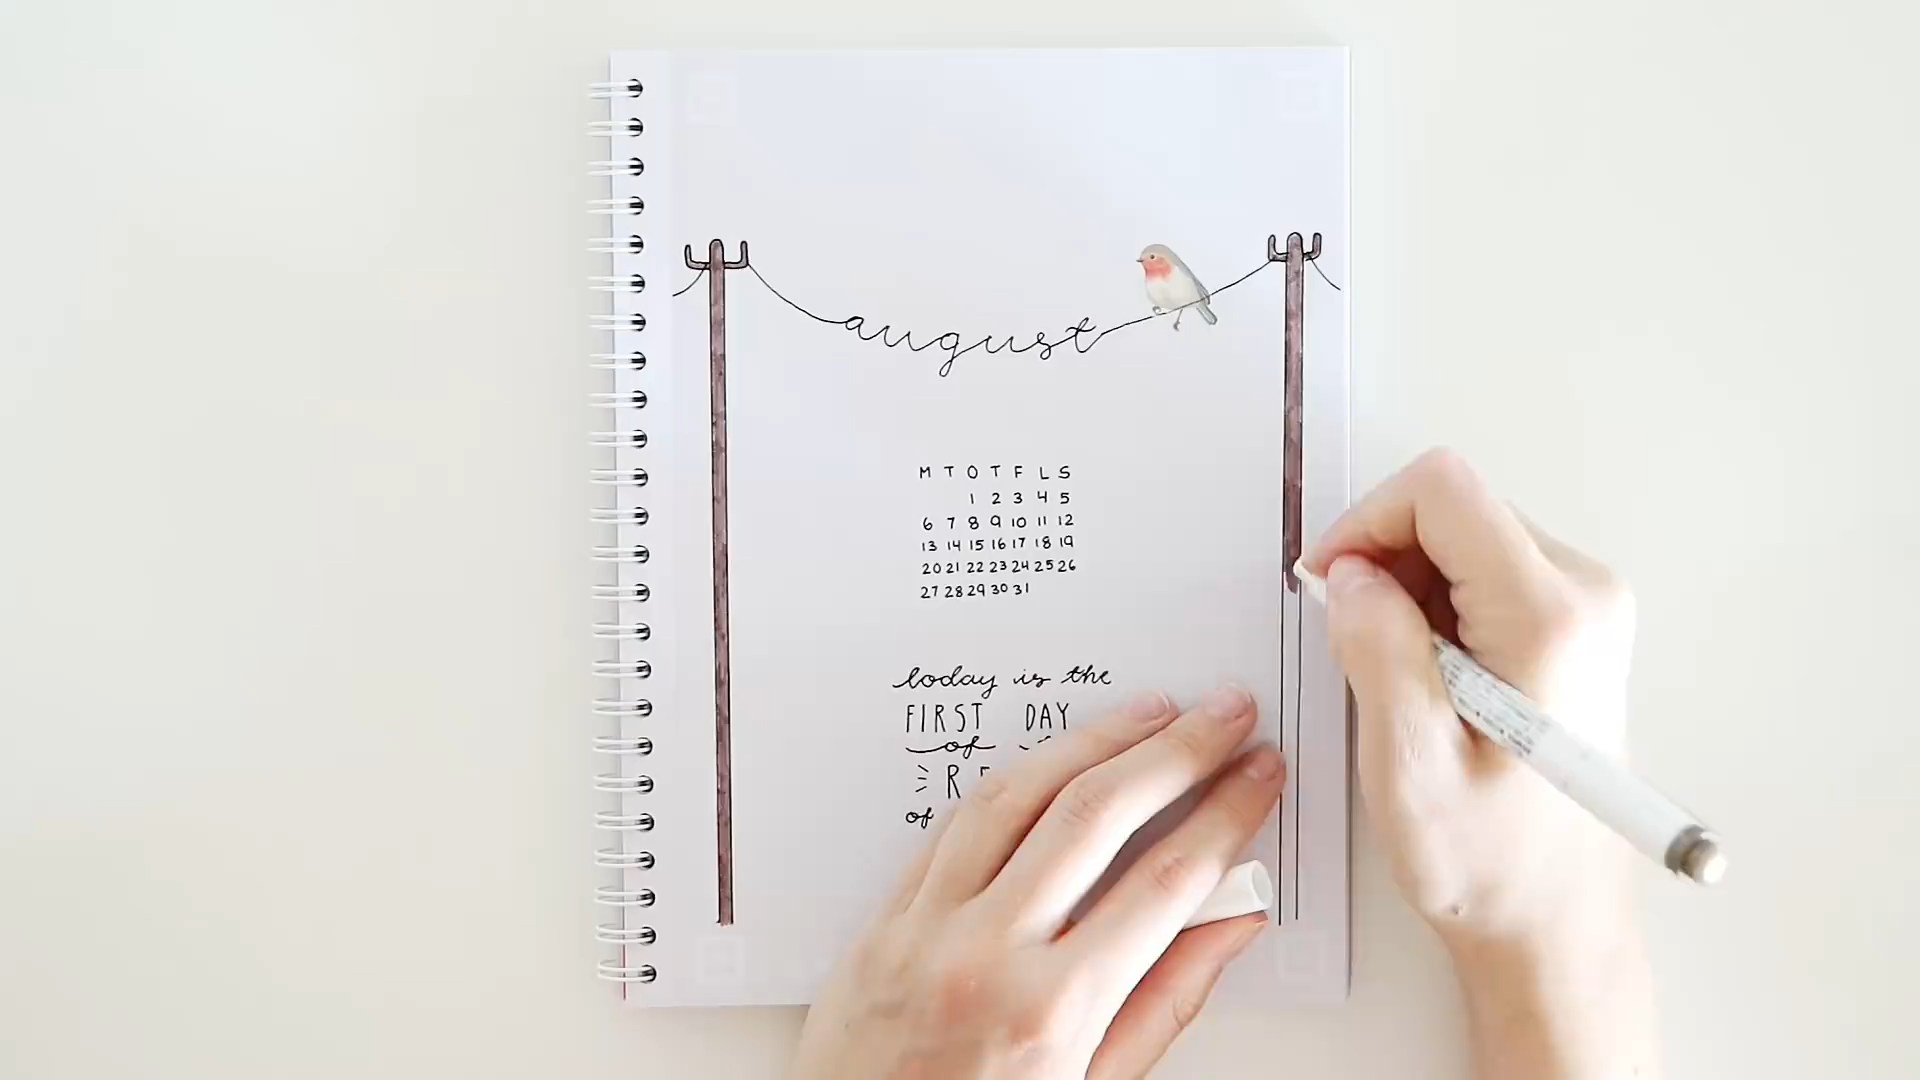 august
M T O T F L S
1 2 3 4 5
6 7 8 9 10 11 12
13 14 15 16 17 18 19
20 21 22 23 24 25 26
27 28 29 30 31
today is the
FIRST DAY
of
of